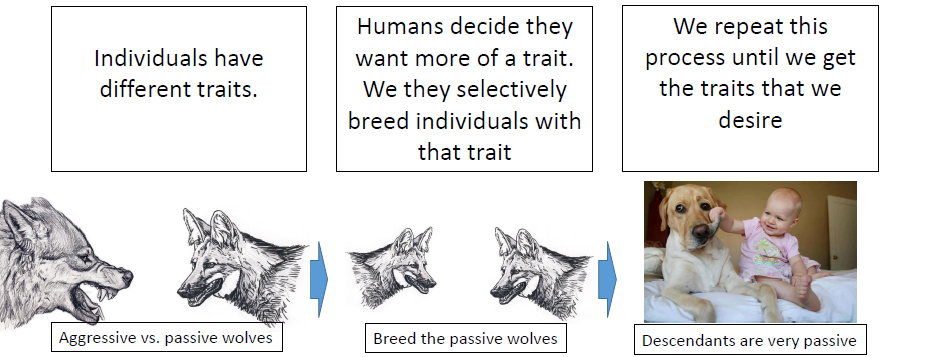 Individuals have
different traits.
Humans decide they
want more of a trait.
We they selectively
breed individuals with
that trait
We repeat this
process until we get
the traits that we
desire
Aggressive vs. passive wolves
Breed the passive wolves
Descendants are very passive